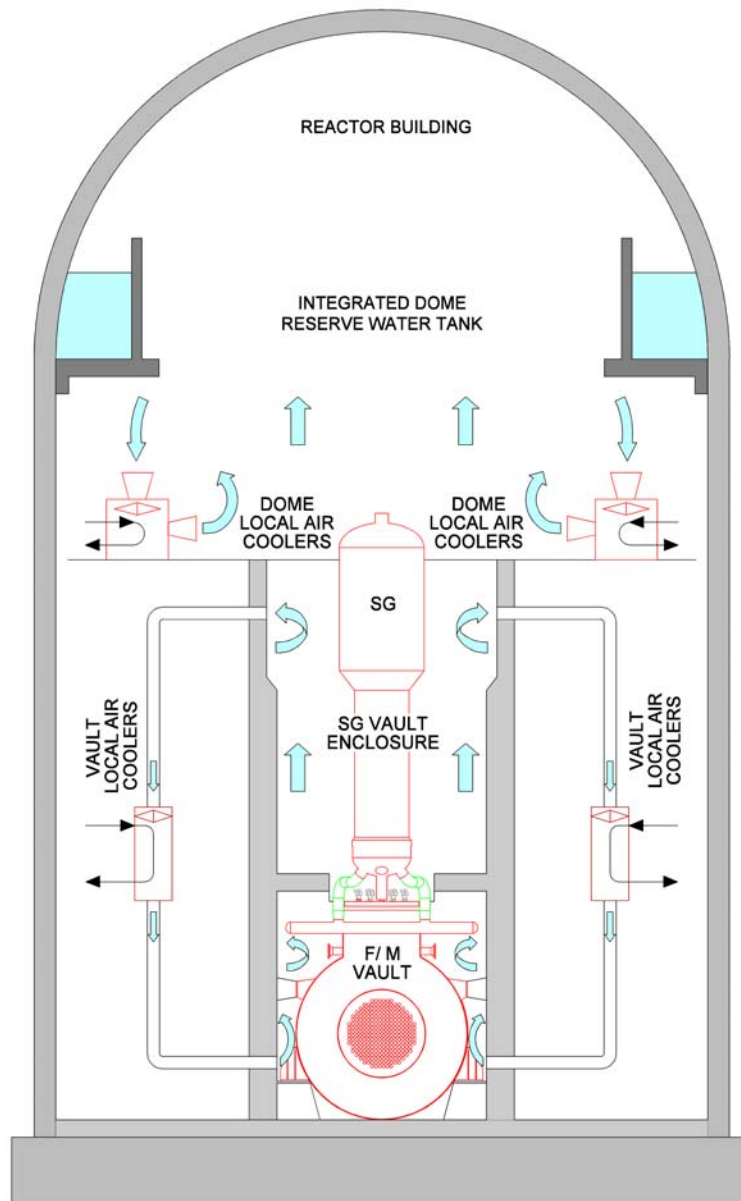 REACTOR BUILDING
INTEGRATED DOME
RESERVE WATER TANK
DOME
LOCAL AIR
COOLERS
DOME
LOCAL AIR
COOLERS
SG
VAULT
LOCAL AIR
COOLERS
SG VAULT
ENCLOSURE
VAULT
LOCAL AIR
COOLERS
F/ M
VAULT